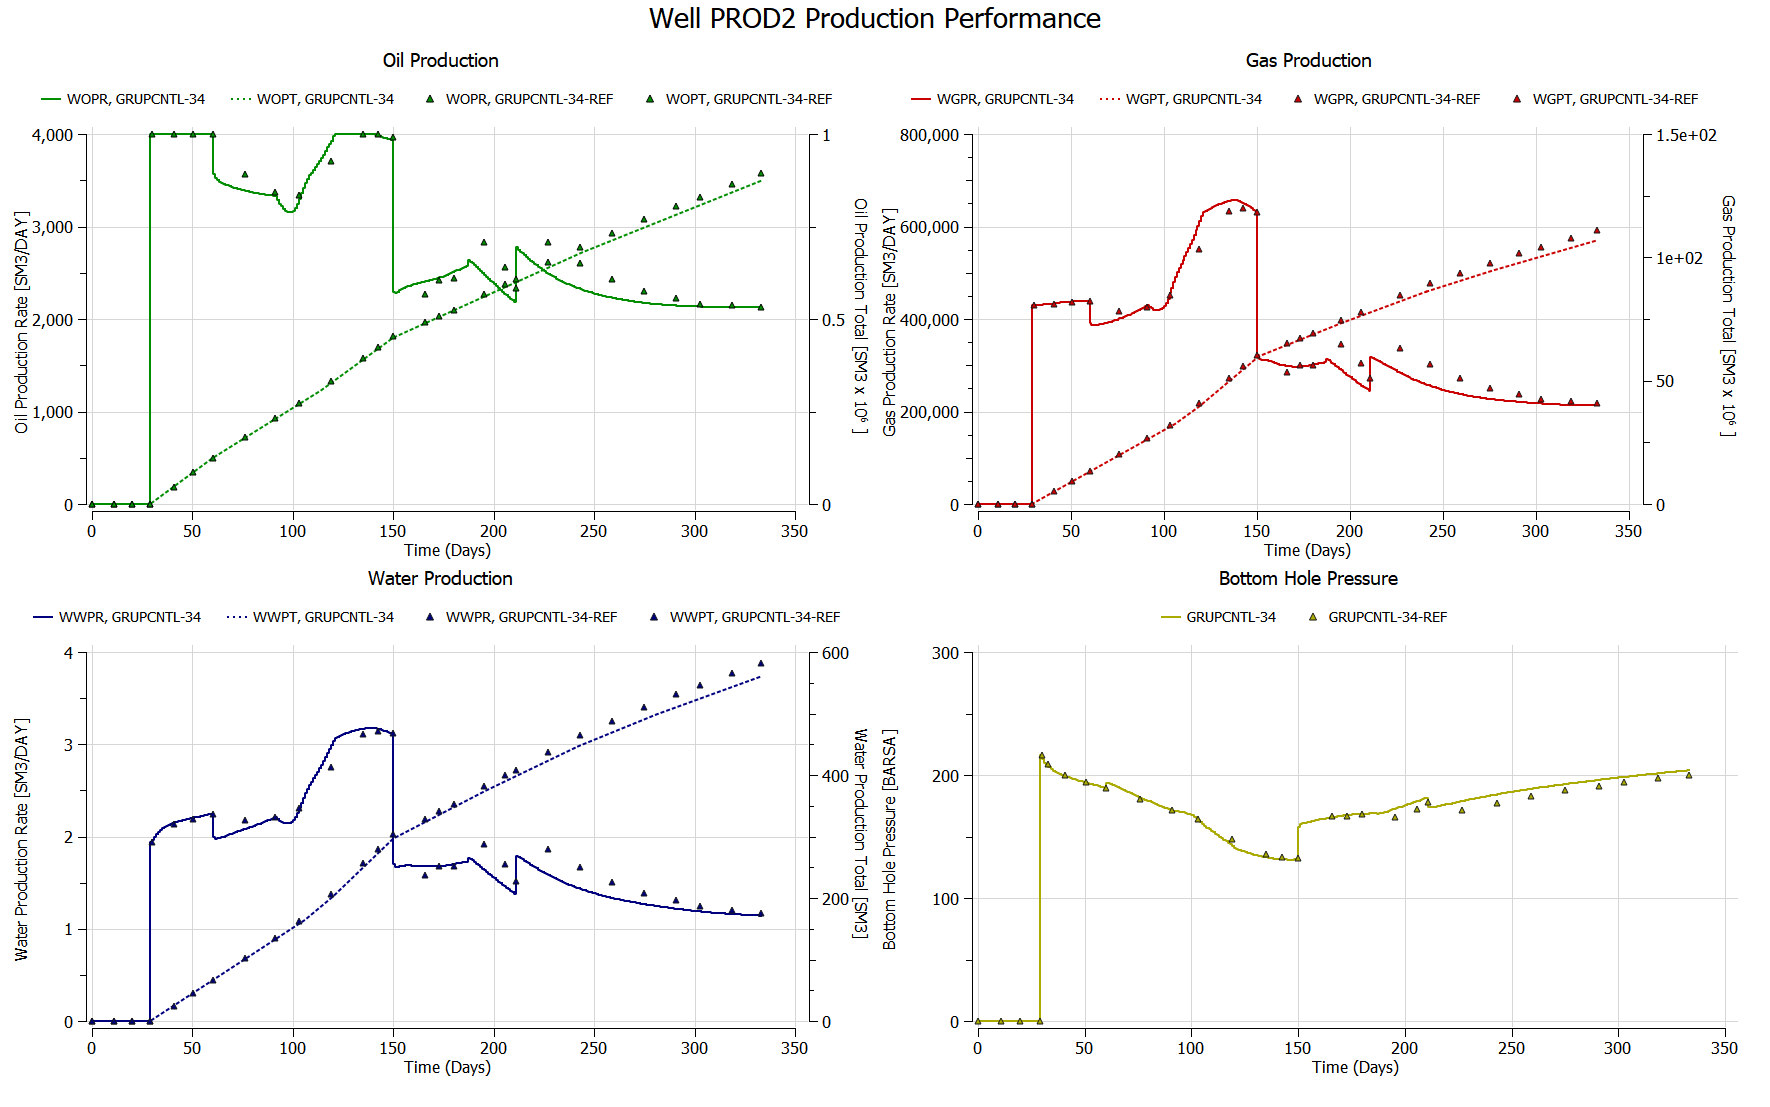 Well PROD2 Production Performance
Oil Production
WOPR, GRUPCNTL-34 WOPT, GRUPCNTL-34 WOPR, GRUPCNTL-34-REF WOPT, GRUPCNTL-34-REF
Oil Production Rate [SM3/DAY]
4,000
3,000
2,000
1,000
0
1
0.5
0
Oil Production Total [SM3 x 10⁶ ]
0 50 100 150 200 250 300 350
Time (Days)
Gas Production
WGPR, GRUPCNTL-34 WGPT, GRUPCNTL-34 WGPR, GRUPCNTL-34-REF WGPT, GRUPCNTL-34-REF
Gas Production Rate [SM3/DAY]
800,000
600,000
400,000
200,000
0
1.5e+02
1e+02
50
0
Gas Production Total [SM3 x 10⁶ ]
0 50 100 150 200 250 300 350
Time (Days)
Water Production
WWPR, GRUPCNTL-34 WWPT, GRUPCNTL-34 WWPR, GRUPCNTL-34-REF WWPT, GRUPCNTL-34-REF
Water Production Rate [SM3/DAY]
4
3
2
1
0
600
400
200
0
Water Production Total [SM3]
0 50 100 150 200 250 300 350
Time (Days)
Bottom Hole Pressure
GRUPCNTL-34 GRUPCNTL-34-REF
Bottom Hole Pressure [BARSA]
300
200
100
0
0 50 100 150 200 250 300 350
Time (Days)